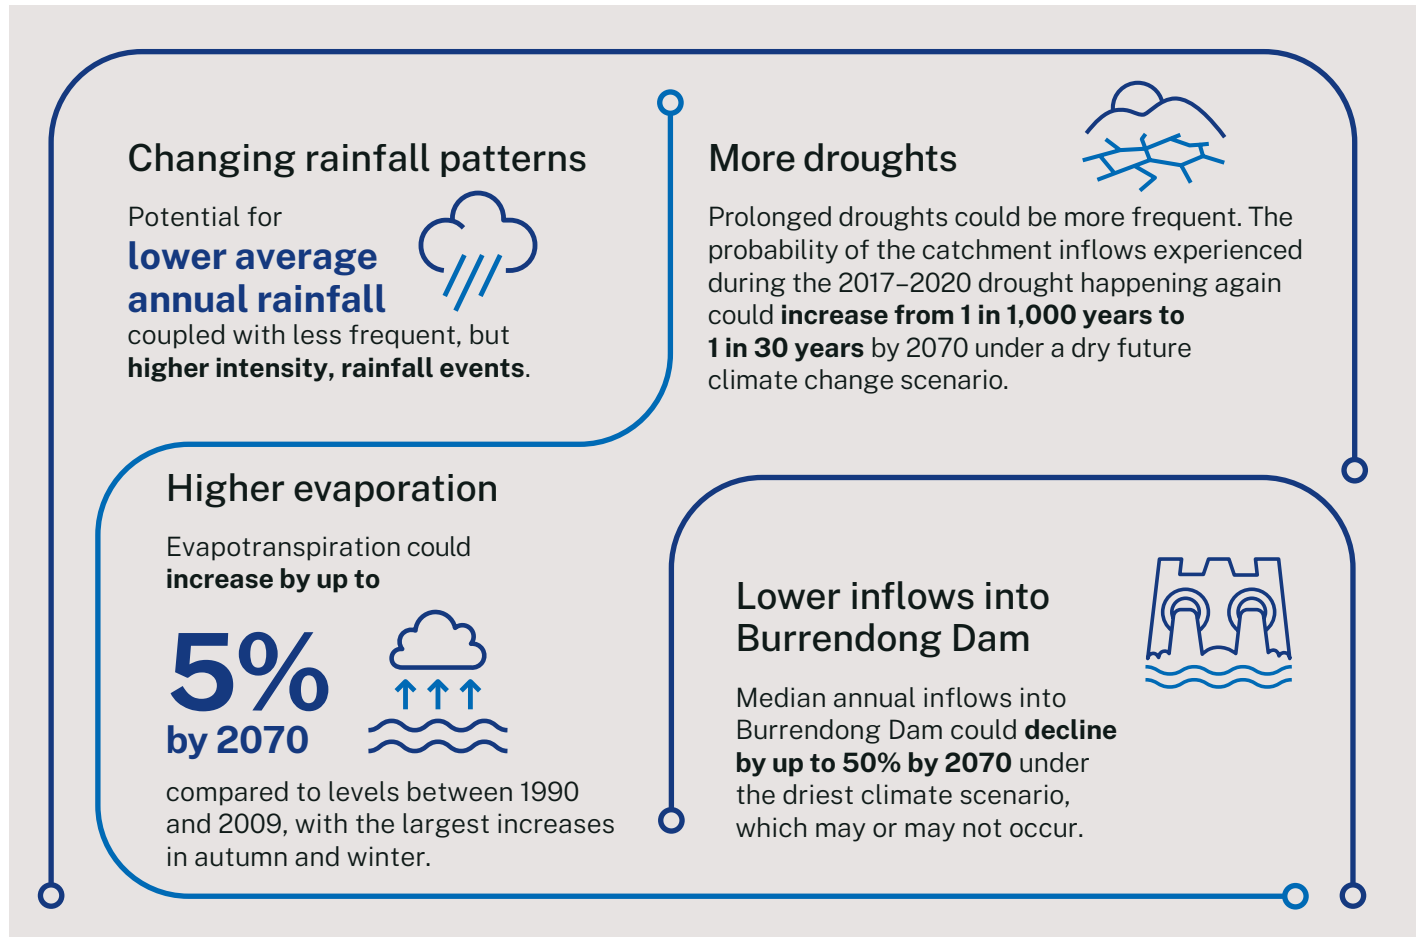 Changing rainfall patterns
Potential for
lower average
annual rainfall
coupled with less frequent, but
higher intensity, rainfall events.
More droughts
Prolonged droughts could be more frequent. The
probability of the catchment inflows experienced
during the 2017–2020 drought happening again
could increase from 1 in 1,000 years to
1 in 30 years by 2070 under a dry future
climate change scenario.
Higher evaporation
Evapotranspiration could
increase by up to
5%
by 2070
compared to levels between 1990
and 2009, with the largest increases
in autumn and winter.
Lower inflows into
Burrendong Dam
Median annual inflows into
Burrendong Dam could decline
by up to 50% by 2070 under
the driest climate scenario,
which may or may not occur.